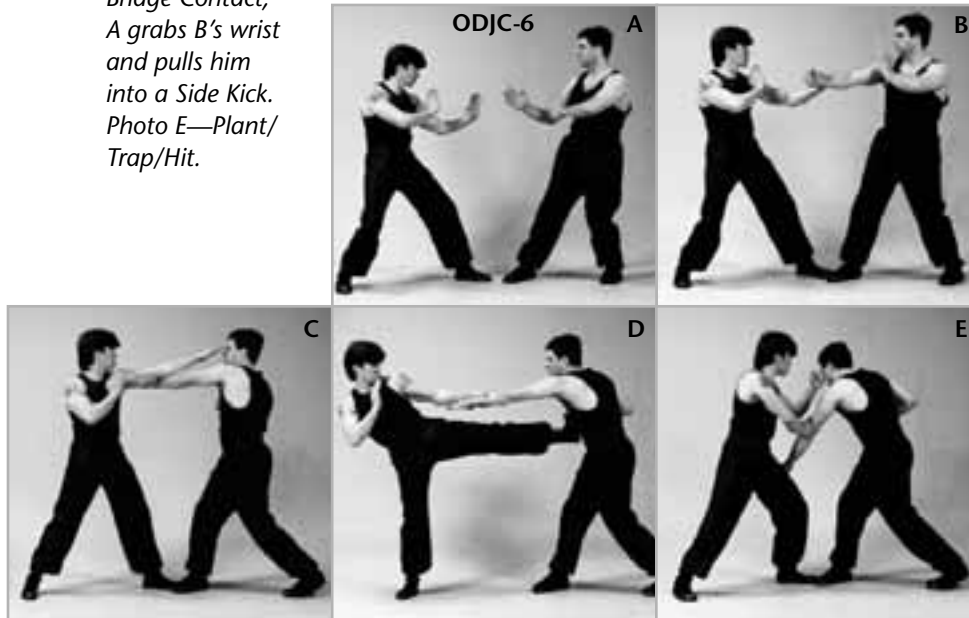 Bridge Contact,
A grabs B's wrist
and pulls him
into a Side Kick.
Photo E—Plant/
Trap/Hit.
ODJC-6
A
B
C
D
E